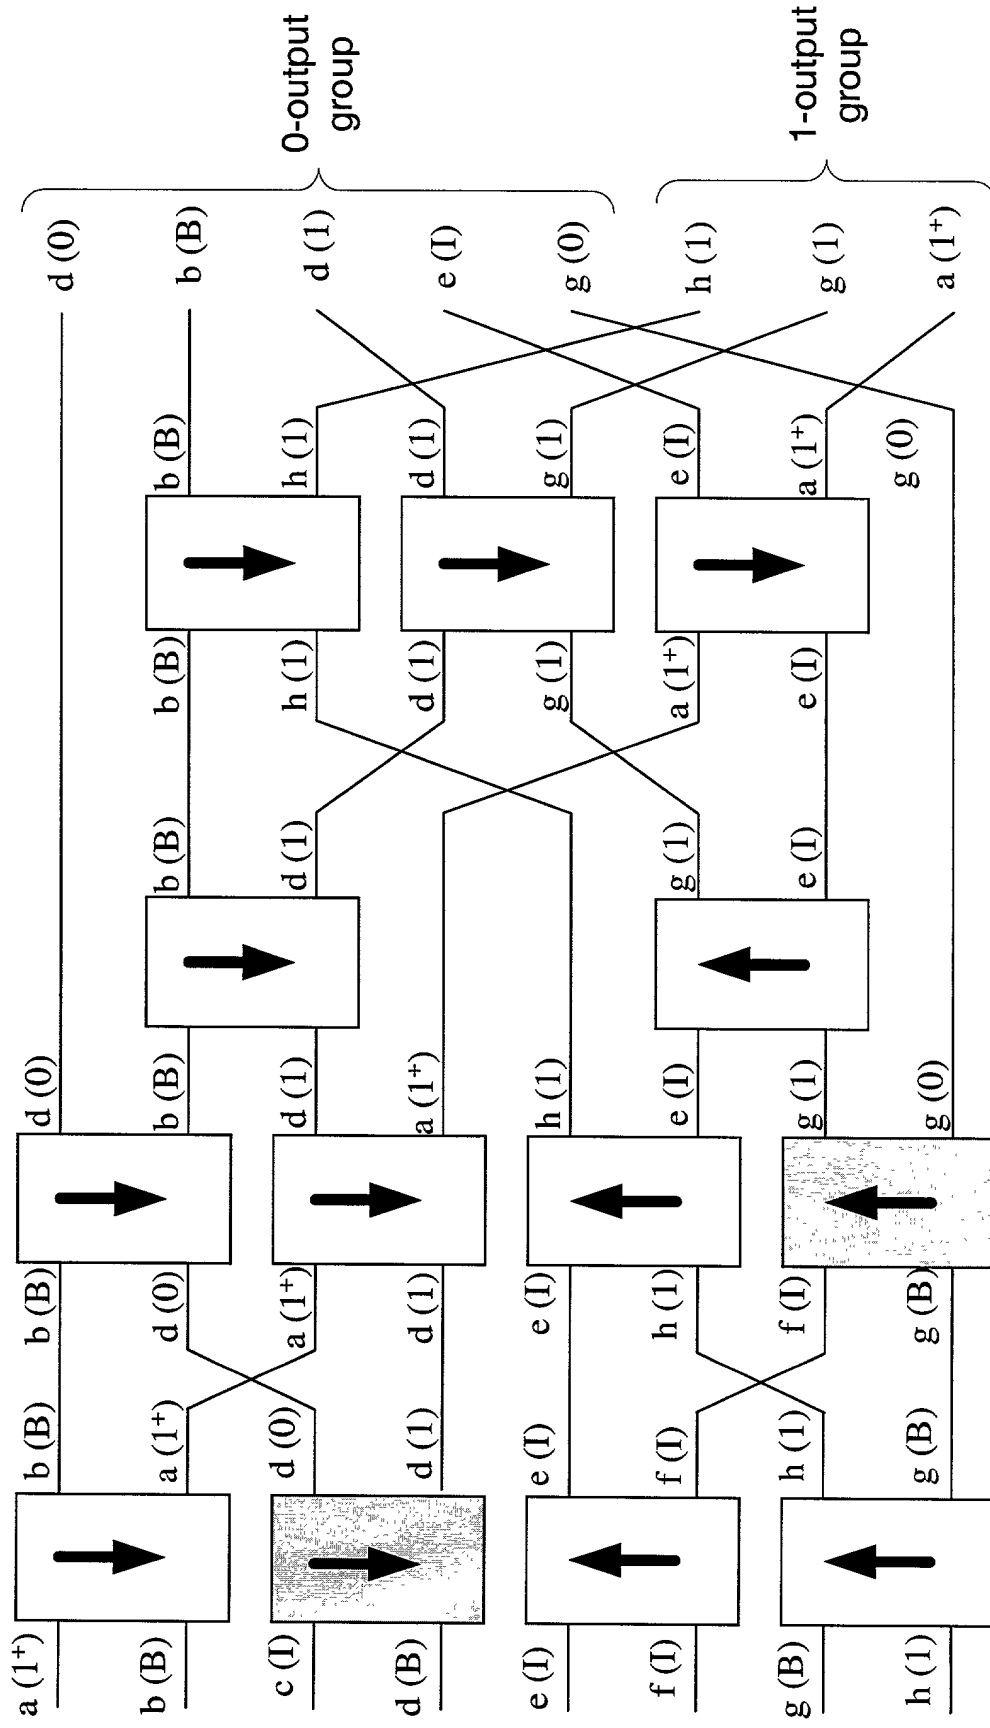 a (1⁺)
b (B)
b (B)
d (0)
d (0)
b (B)
a (1⁺)
d (0)
b (B)
b (B)
b (B)
b (B)
b (B)
c (I)
d (0)
a (1⁺)
d (1)
d (1)
h (1)
h (1)
d (1)
0-output
group
d (B)
d (1)
d (1)
a (1⁺)
d (1)
d (1)
e (I)
e (I)
e (I)
e (I)
h (1)
g (1)
g (1)
g (0)
f (I)
f (I)
h (1)
e (I)
g (1)
a (1⁺)
e (I)
h (1)
g (B)
h (1)
f (I)
g (1)
e (I)
e (I)
a (1⁺)
g (1)
1-output
group
h (1)
g (B)
g (B)
g (0)
g (0)
a (1⁺)